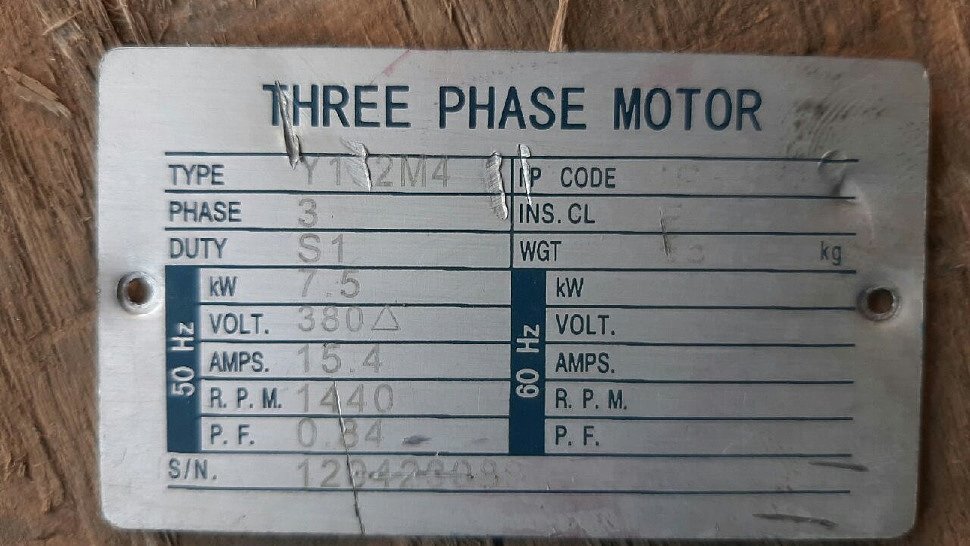 THREE PHASE MOTOR
TYPE IP CODE
PHASE 3 INS. CL
DUTY S1 WGT kg
50 Hz
kW 7.5
VOLT. 380△
AMPS. 15.4
R. P. M. 1440
P. F. 0.84
60 Hz
kW
VOLT.
AMPS.
R. P. M.
P. F.
S/N.